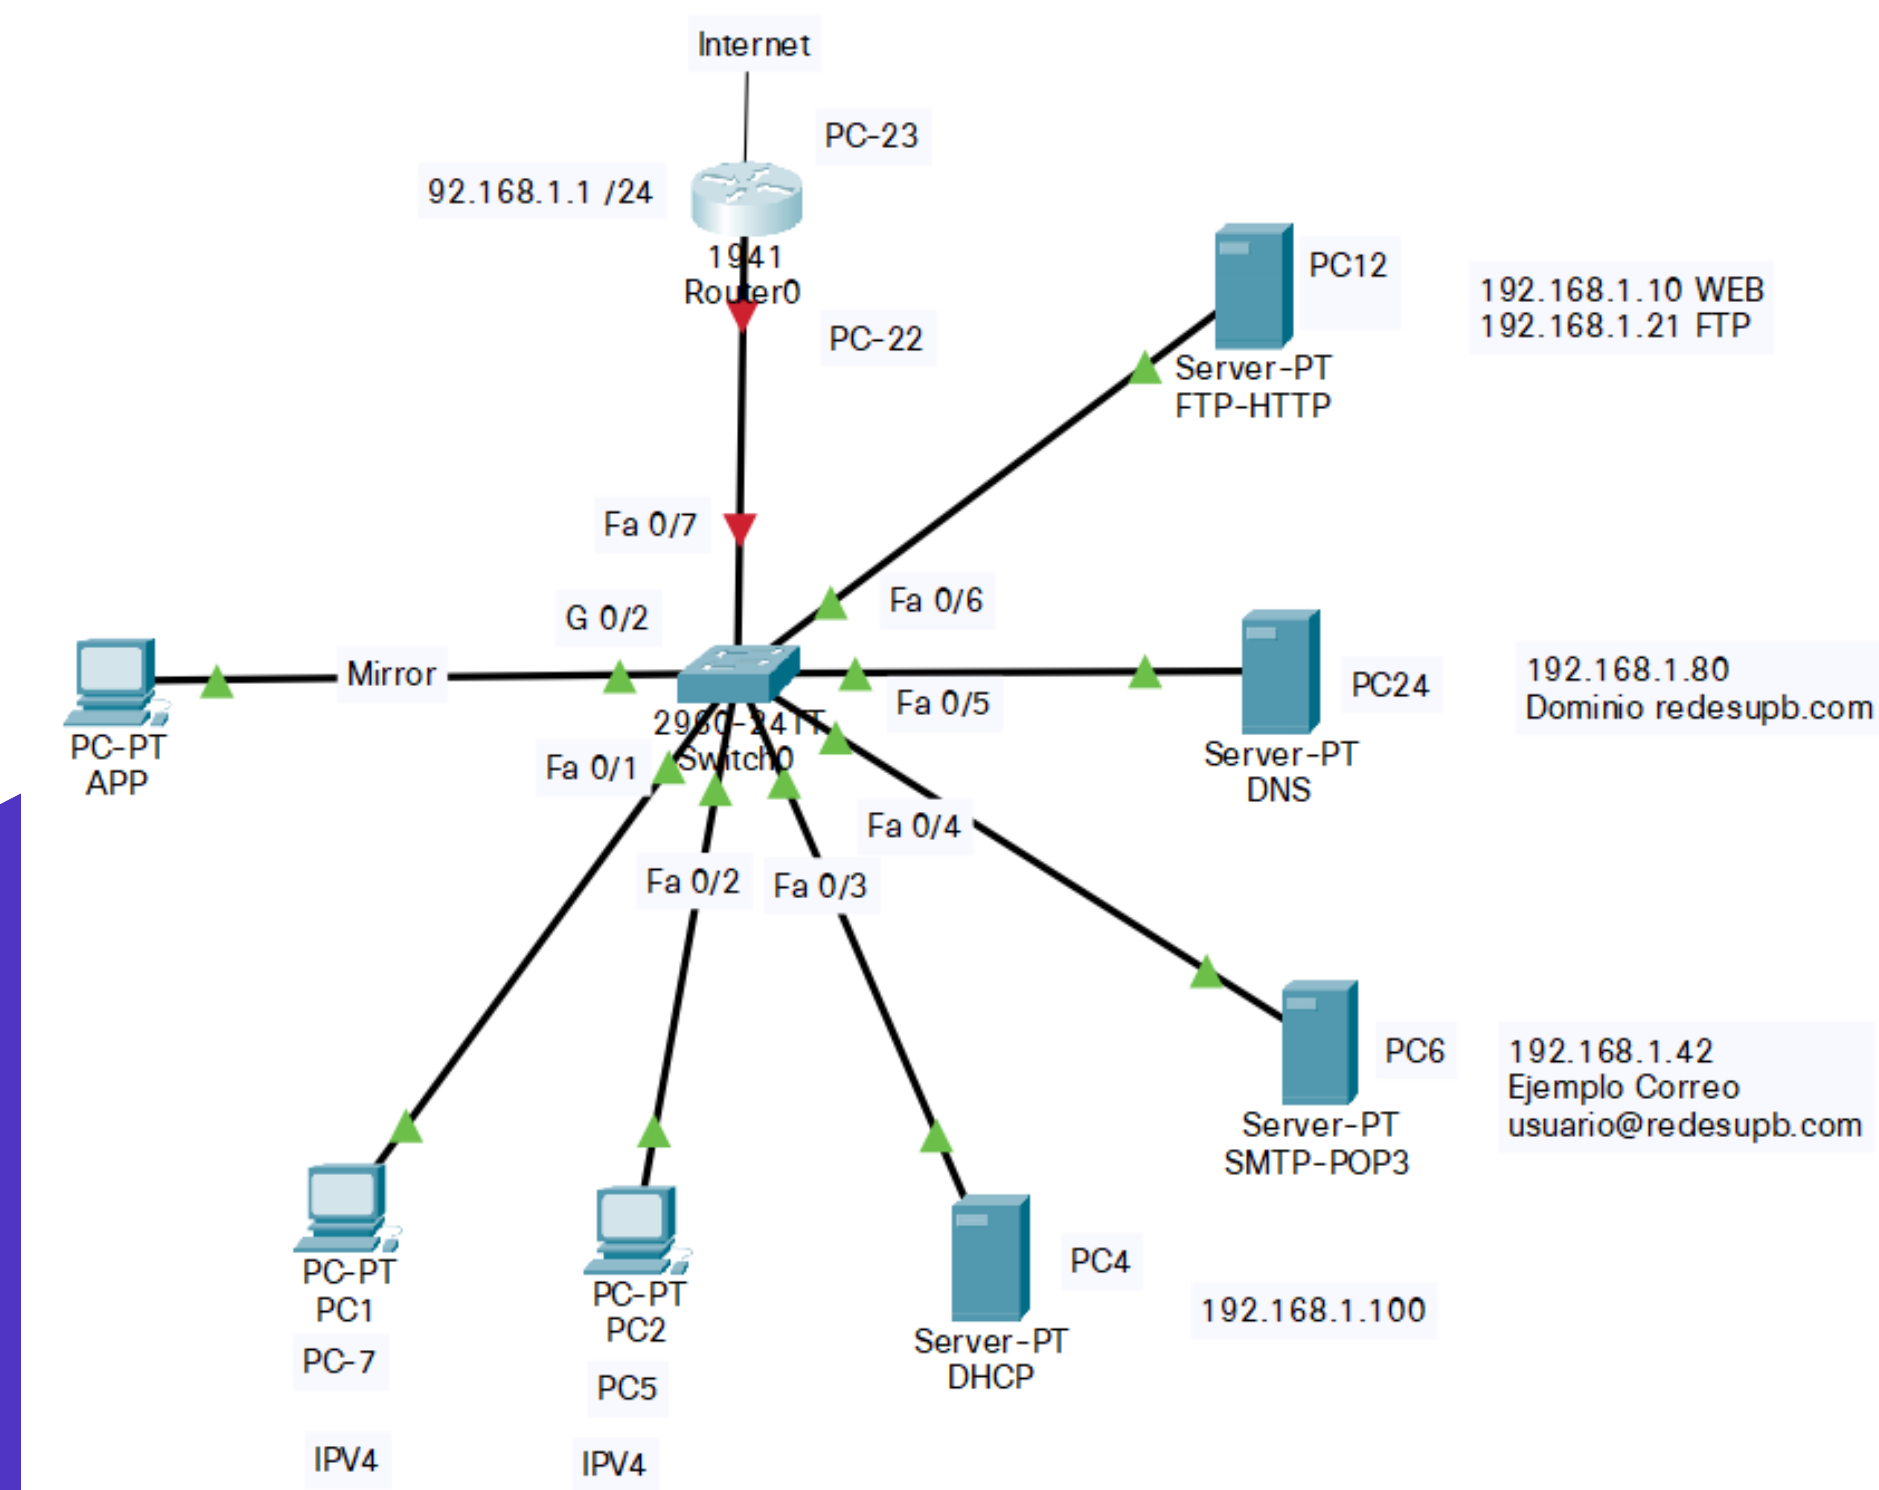 Internet
PC-23
92.168.1.1 /24
1941
Router0
PC-22
PC12
192.168.1.10 WEB
192.168.1.21 FTP
Server-PT
FTP-HTTP
Fa 0/7
G 0/2
Fa 0/6
Mirror
PC-PT
APP
Fa 0/5
PC24
192.168.1.80
Dominio redesupb.com
Server-PT
DNS
2960-24TT
Switch0
Fa 0/1
Fa 0/4
Fa 0/2
Fa 0/3
PC6
192.168.1.42
Ejemplo Correo
usuario@redesupb.com
Server-PT
SMTP-POP3
PC-PT
PC1
PC-7
IPV4
PC-PT
PC2
PC5
IPV4
PC4
192.168.1.100
Server-PT
DHCP